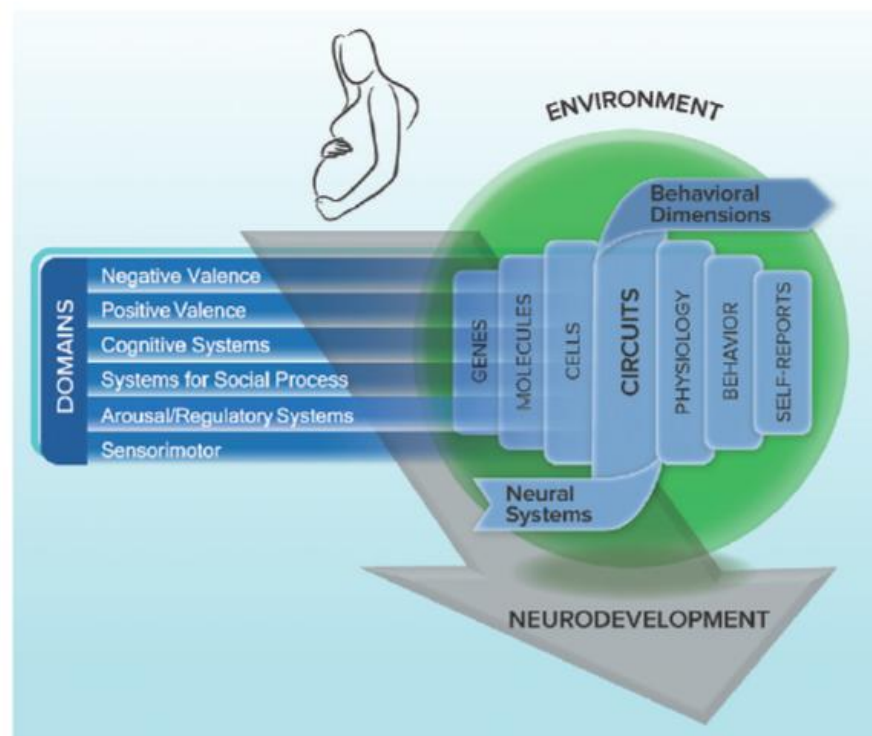 ENVIRONMENT
Behavioral
Dimensions
DOMAINS
Negative Valence
Positive Valence
Cognitive Systems
Systems for Social Process
Arousal/Regulatory Systems
Sensorimotor
GENES
MOLECULES
CELLS
CIRCUITS
PHYSIOLOGY
BEHAVIOR
SELF-REPORTS
Neural
Systems
NEURODEVELOPMENT